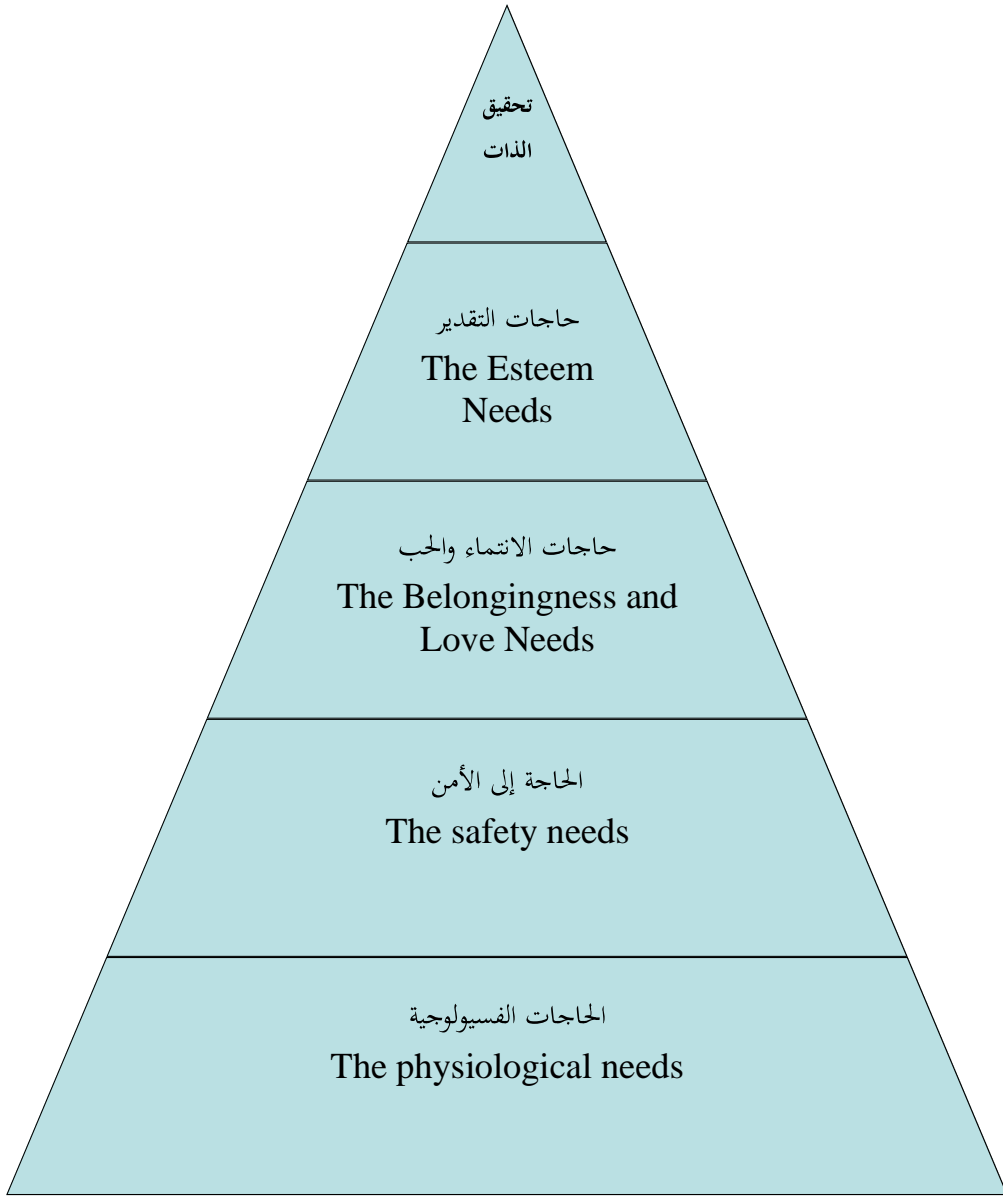 تحقيق
الذات
حاجات التقدير
The Esteem
Needs
حاجات الانتماء والحب
The Belongingness and
Love Needs
الحاجة إلى الأمن
The safety needs
الحاجات الفسيولوجية
The physiological needs